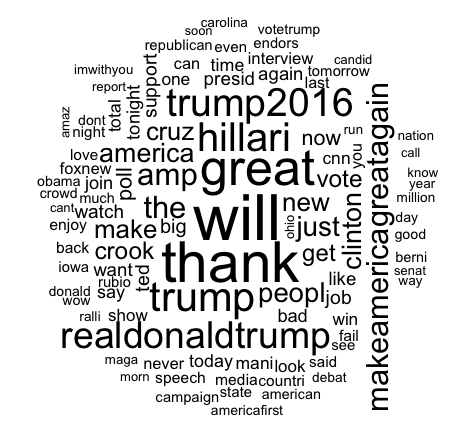 carolina
soon votetrump
republican even endors
can time interview candid
imwithyou again tomorrow
report one presid last
support
total tonight
trump2016
amaz dont night
cruz hillari now run nation
love america cnn you call
foxnew poll amp great vote know
obama join year
crowd much million
cant watch the will new clinton makeamericagreatagain day
enjoy make big ohio just good
back crook thank get berni
iowa want ted like senat
rubio way
donald say trump peopl job
wow
ralli show bad win
realdonaldtrump fail
see
maga never today mani look said
morn speech media countri debat
campaign state american
americafirst